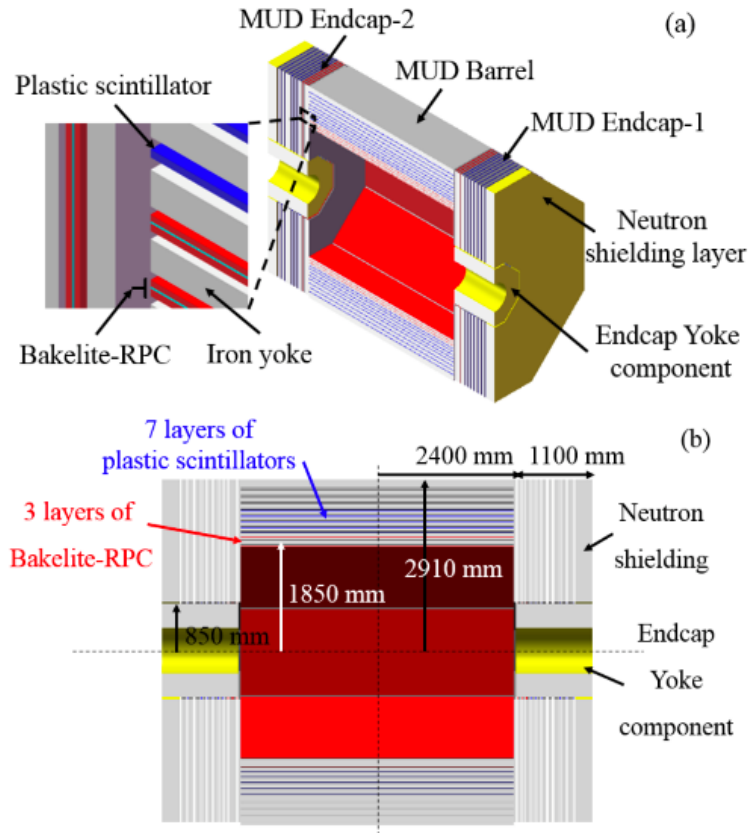 MUD Endcap-2
(a)
Plastic scintillator
MUD Barrel
MUD Endcap-1
Neutron
shielding layer
Bakelite-RPC
Iron yoke
Endcap Yoke
component
7 layers of
plastic scintillators
(b)
2400 mm
1100 mm
3 layers of
Bakelite-RPC
Neutron
shielding
2910 mm
1850 mm
850 mm
Endcap
Yoke
component